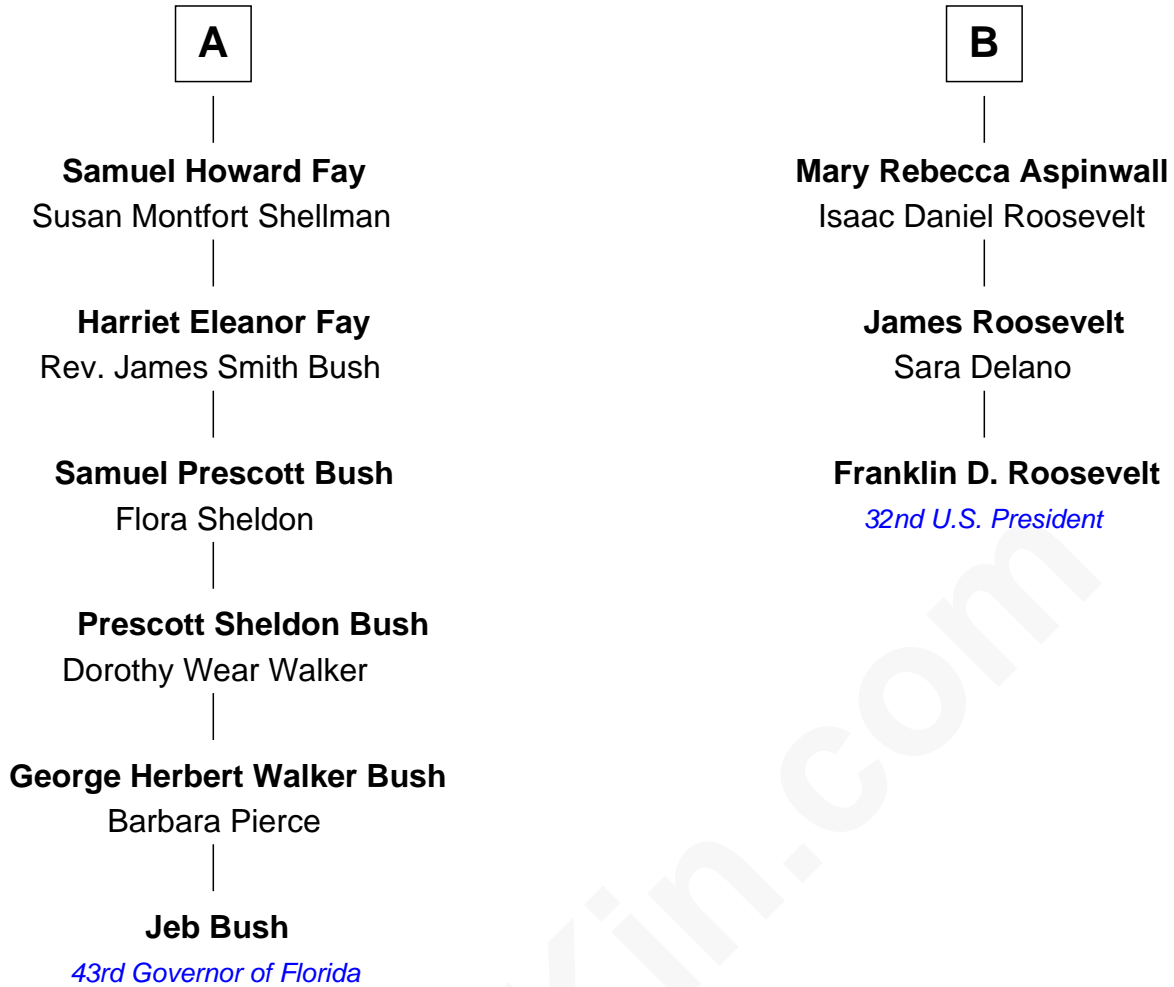 A
Samuel Howard Fay
Susan Montfort Shellman
Harriet Eleanor Fay
Rev. James Smith Bush
Samuel Prescott Bush
Flora Sheldon
Prescott Sheldon Bush
Dorothy Wear Walker
George Herbert Walker Bush
Barbara Pierce
Jeb Bush
43rd Governor of Florida
B
Mary Rebecca Aspinwall
Isaac Daniel Roosevelt
James Roosevelt
Sara Delano
Franklin D. Roosevelt
32nd U.S. President